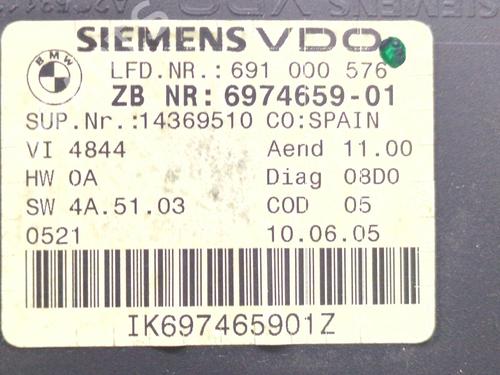 SIEMENS VDO
BMW
LFD.NR.:691 000 576
ZB NR:6974659-01
SUP.Nr.:14369510 CO:SPAIN
VI 4844 Aend 11.00
HW 0A Diag 08D0
SW 4A.51.03 COD 05
0521 10.06.05
IK697465901Z